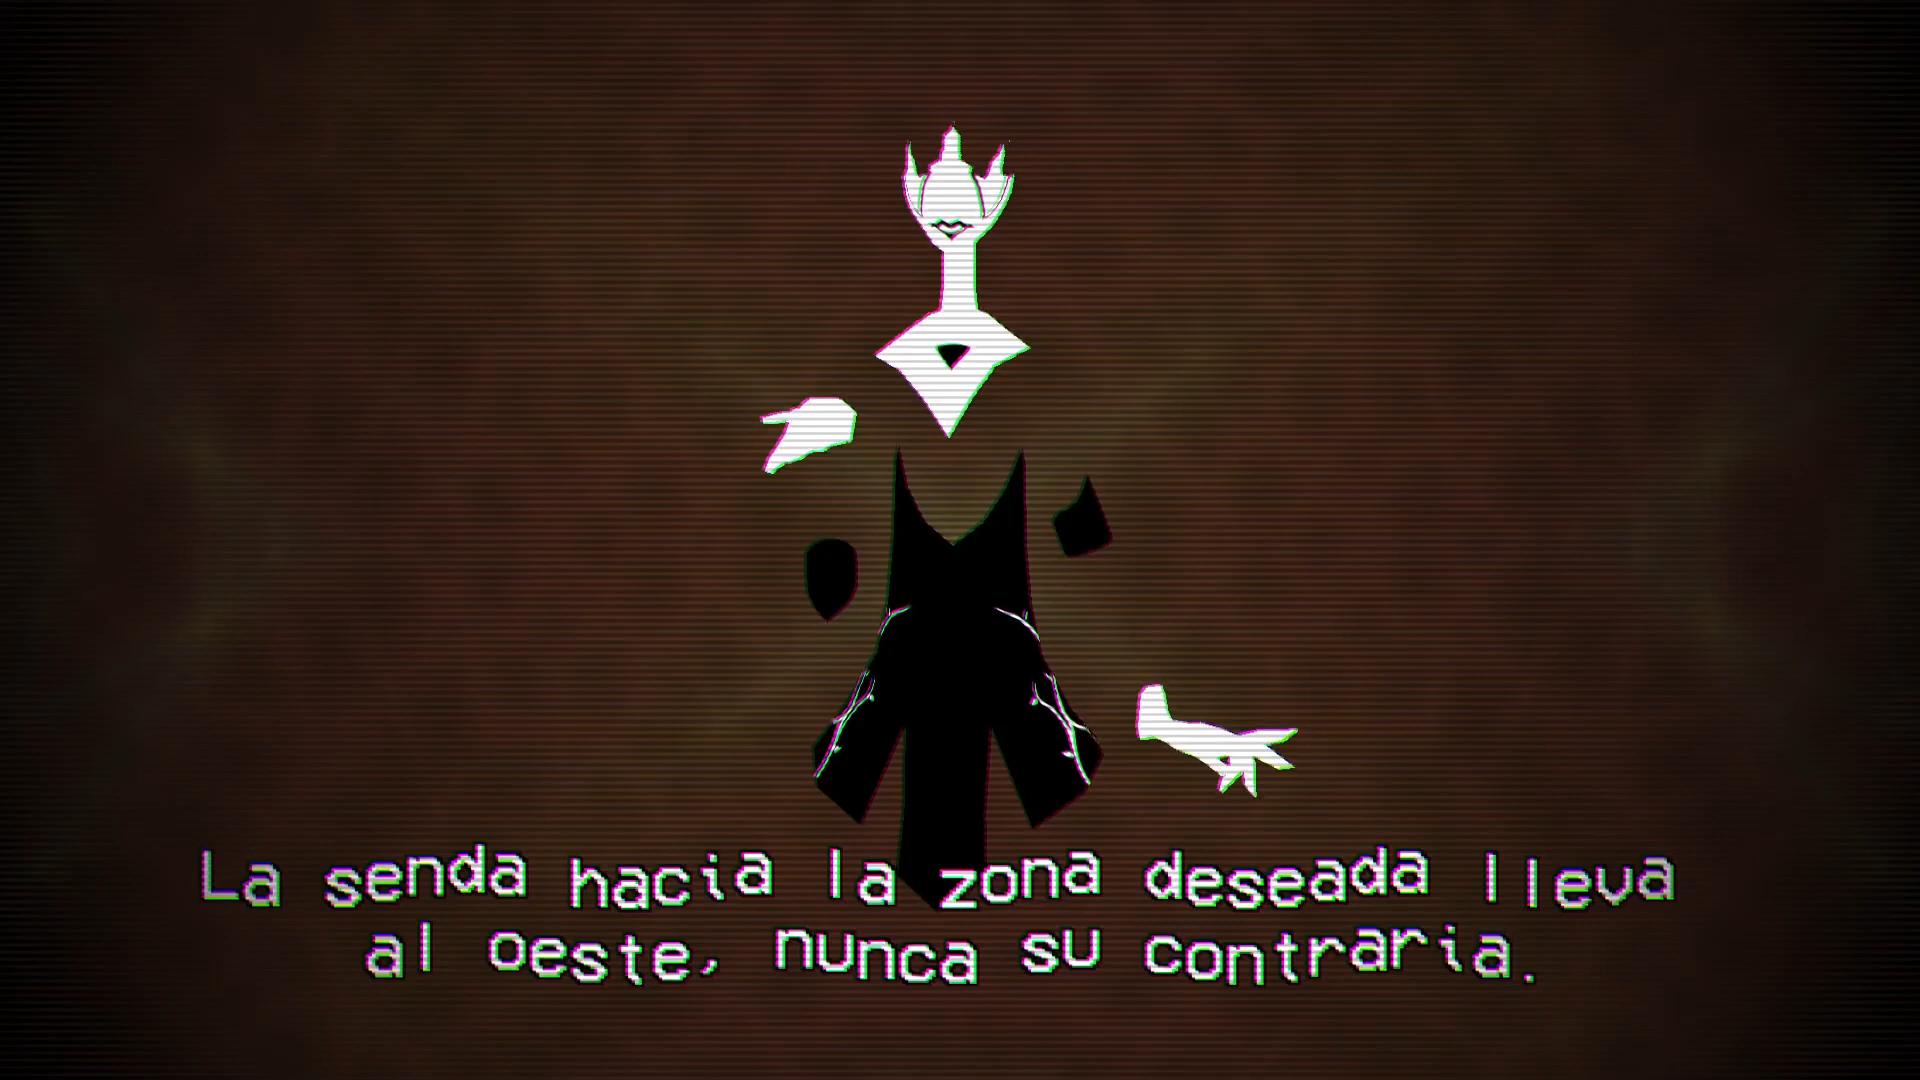 La senda hacia la zona deseada lleva
al oeste, nunca su contraria.